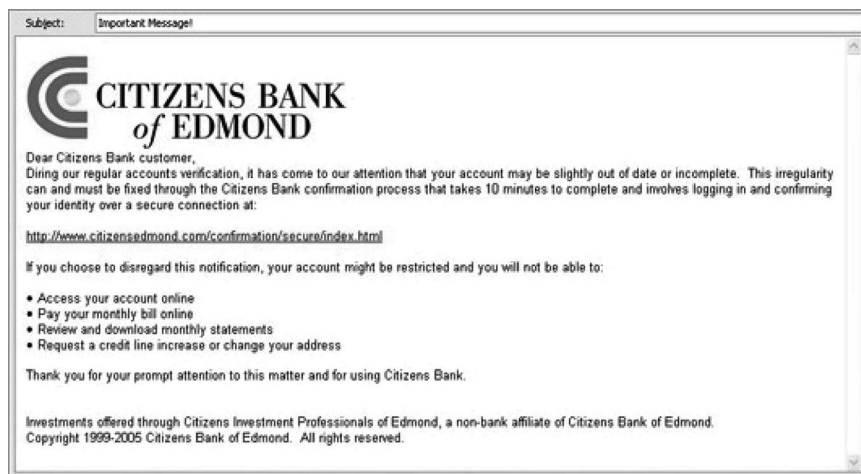 Subject: Important Message!
CITIZENS BANK
of EDMOND
Dear Citizens Bank customer,
Diring our regular accounts verification, it has come to our attention that your account may be slightly out of date or incomplete. This irregularity
can and must be fixed through the Citizens Bank confirmation process that takes 10 minutes to complete and involves logging in and confirming
your identity over a secure connection at:
http://www.citizensedmond.com/confirmation/secure/index.html
If you choose to disregard this notification, your account might be restricted and you will not be able to:
• Access your account online
• Pay your monthly bill online
• Review and download monthly statements
• Request a credit line increase or change your address
Thank you for your prompt attention to this matter and for using Citizens Bank.
Investments offered through Citizens Investment Professionals of Edmond, a non-bank affiliate of Citizens Bank of Edmond.
Copyright 1999-2005 Citizens Bank of Edmond. All rights reserved.